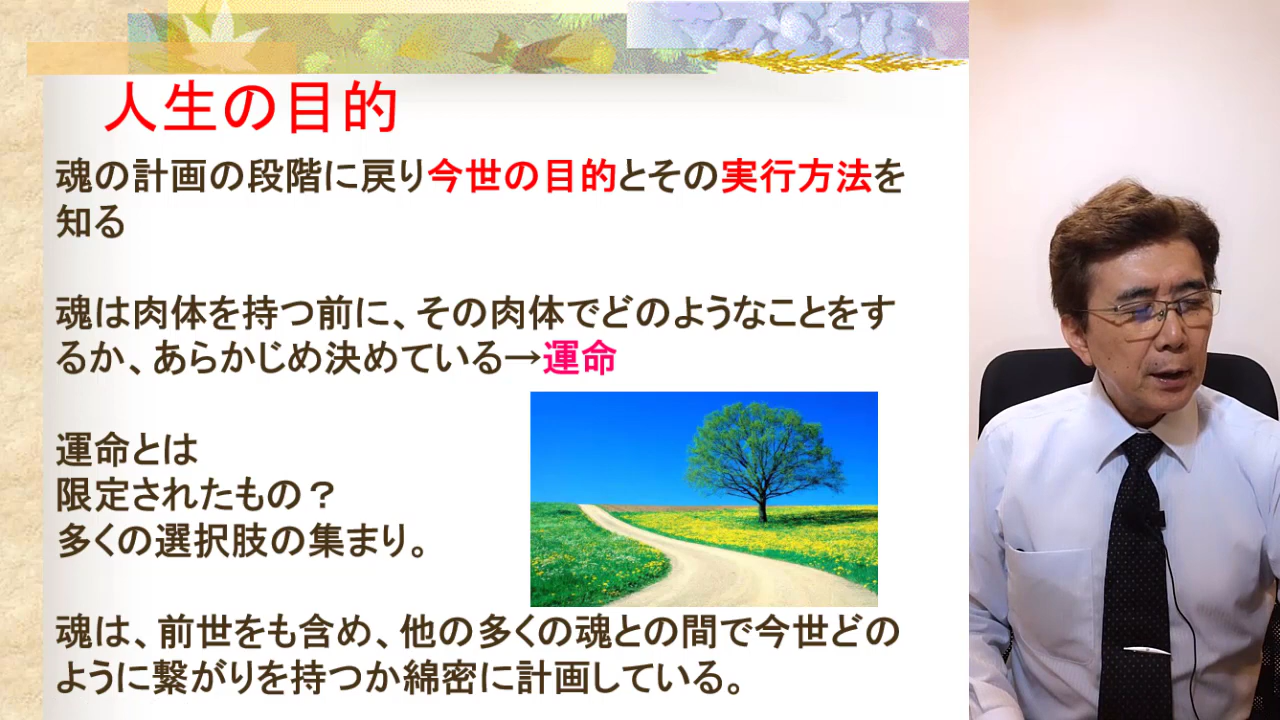 人生の目的
魂の計画の段階に戻り今世の目的とその実行方法を
知る
魂は肉体を持つ前に、その肉体でどのようなことをす
るか、あらかじめ決めている→運命
運命とは
限定されたもの？
多くの選択肢の集まり。
魂は、前世をも含め、他の多くの魂との間で今世どの
ように繋がりを持つか綿密に計画している。